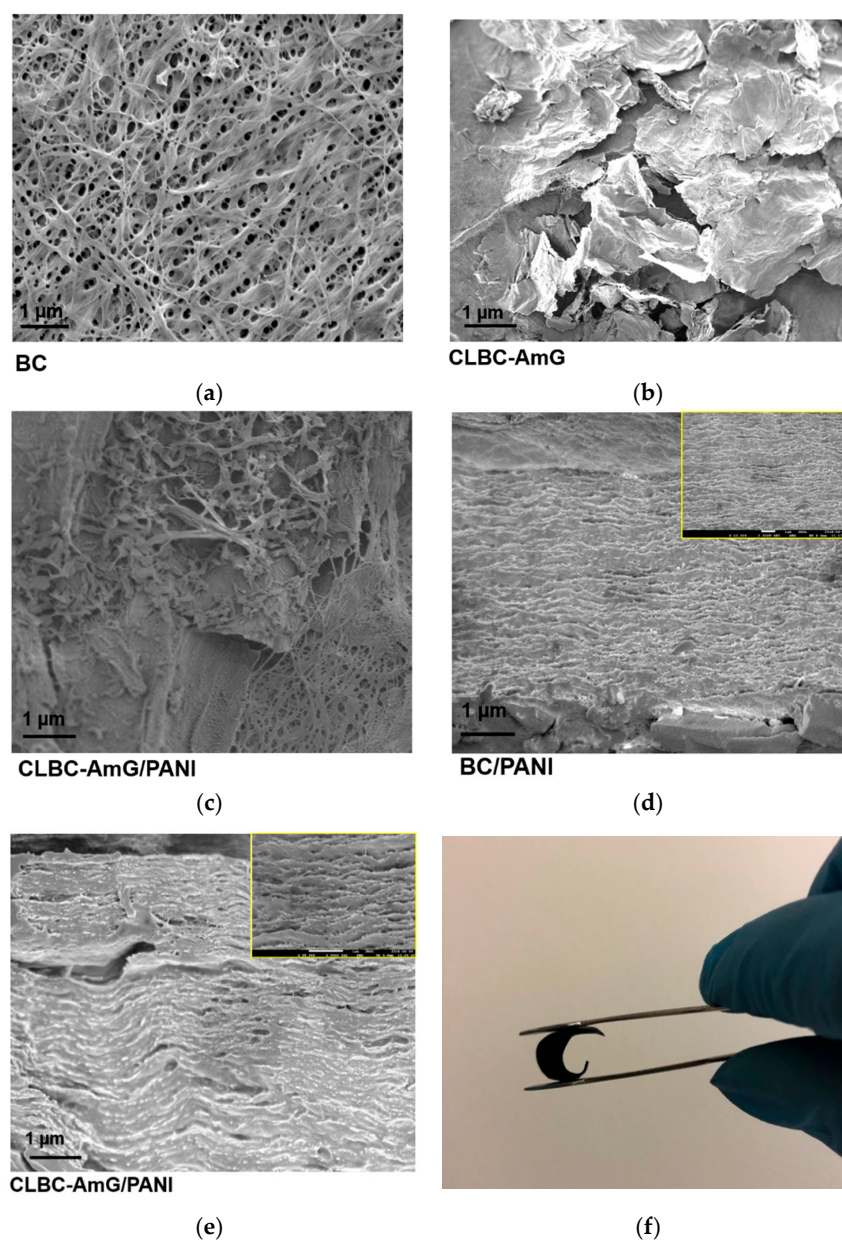 1 µm
1 µm
BC
CLBC-AmG
(a)
(b)
1 µm
1 µm
CLBC-AmG/PANI
BC/PANI
(c)
(d)
1 µm
CLBC-AmG/PANI
(e)
(f)